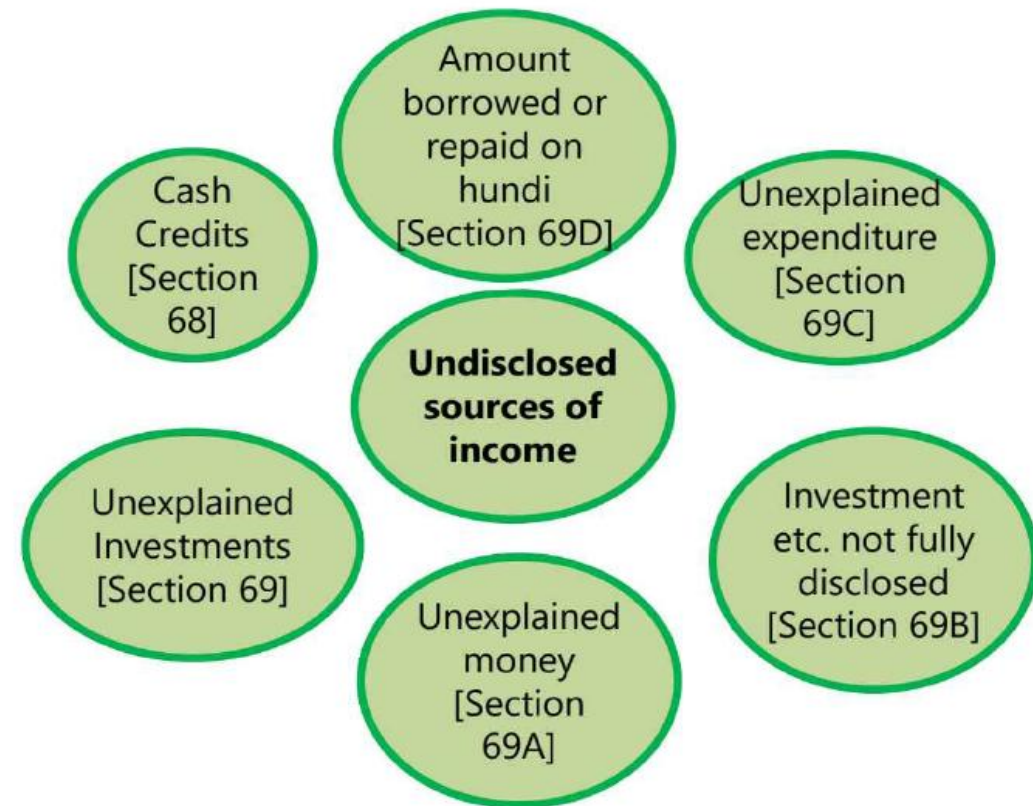 Amount
borrowed or
repaid on
hundi
[Section 69D]
Cash
Credits
[Section
68]
Unexplained
expenditure
[Section
69C]
Undisclosed
sources of
income
Unexplained
Investments
[Section 69]
Investment
etc. not fully
disclosed
[Section 69B]
Unexplained
money
[Section
69A]